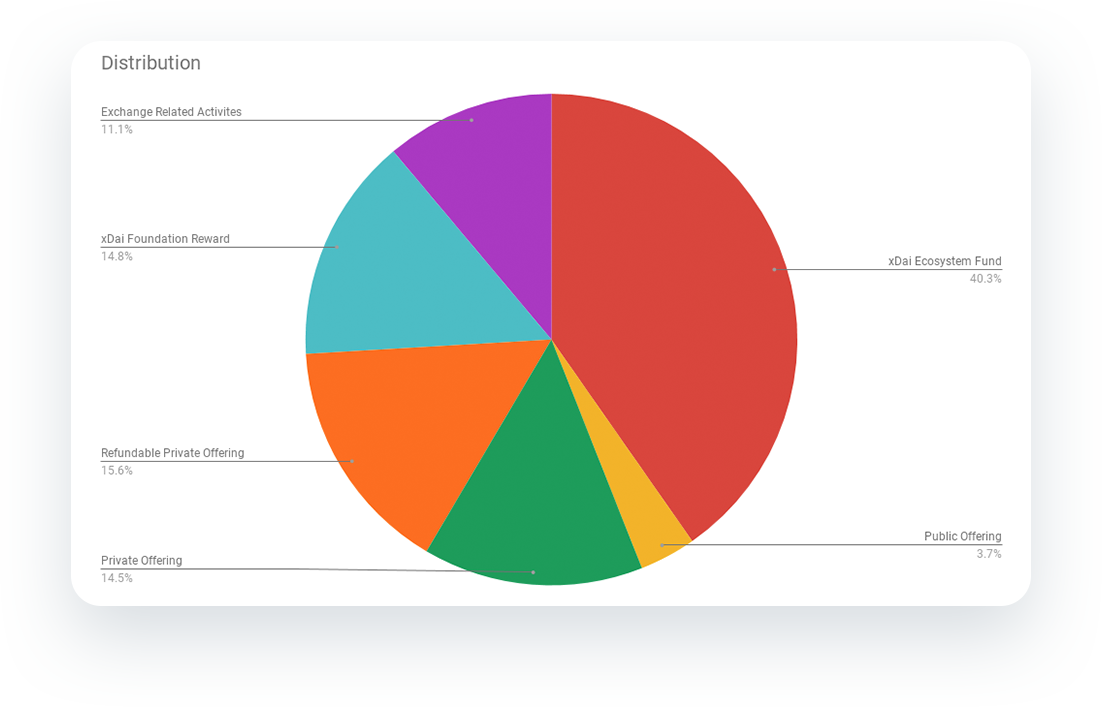 Distribution
Exchange Related Activites
11.1%
xDai Foundation Reward
14.8%
xDai Ecosystem Fund
40.3%
Refundable Private Offering
15.6%
Public Offering
3.7%
Private Offering
14.5%